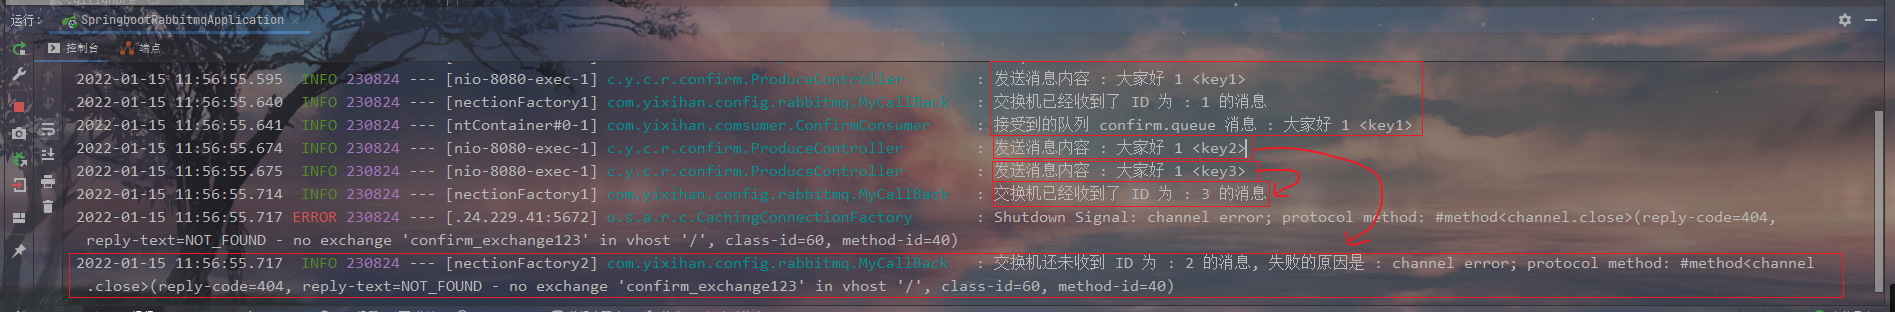 运行: SpringbootRabbitmqApplication ×
控制台 端点
2022-01-15 11:56:55.595 INFO 230824 --- [nio-8080-exec-1] c.y.c.r.confirm.ProduceController : 发送消息内容 : 大家好 1 <key1>
2022-01-15 11:56:55.640 INFO 230824 --- [nectionFactory1] com.yixihan.config.rabbitmq.MyCallBack : 交换机已经收到了 ID 为 : 1 的消息
2022-01-15 11:56:55.641 INFO 230824 --- [ntContainer#0-1] com.yixihan.comsumer.ConfirmConsumer : 接受到的队列 confirm.queue 消息 : 大家好 1 <key1>
2022-01-15 11:56:55.674 INFO 230824 --- [nio-8080-exec-1] c.y.c.r.confirm.ProduceController : 发送消息内容 : 大家好 1 <key2>
2022-01-15 11:56:55.675 INFO 230824 --- [nio-8080-exec-1] c.y.c.r.confirm.ProduceController : 发送消息内容 : 大家好 1 <key3>
2022-01-15 11:56:55.714 INFO 230824 --- [nectionFactory1] com.yixihan.config.rabbitmq.MyCallBack : 交换机已经收到了 ID 为 : 3 的消息
2022-01-15 11:56:55.717 ERROR 230824 --- [.24.229.41:5672] o.s.a.r.c.CachingConnectionFactory : Shutdown Signal: channel error; protocol method: #method<channel.close>(reply-code=404,
reply-text=NOT_FOUND - no exchange 'confirm_exchange123' in vhost '/', class-id=60, method-id=40)
2022-01-15 11:56:55.717 INFO 230824 --- [nectionFactory2] com.yixihan.config.rabbitmq.MyCallBack : 交换机还未收到 ID 为 : 2 的消息, 失败的原因是 : channel error; protocol method: #method<channel
.close>(reply-code=404, reply-text=NOT_FOUND - no exchange 'confirm_exchange123' in vhost '/', class-id=60, method-id=40)